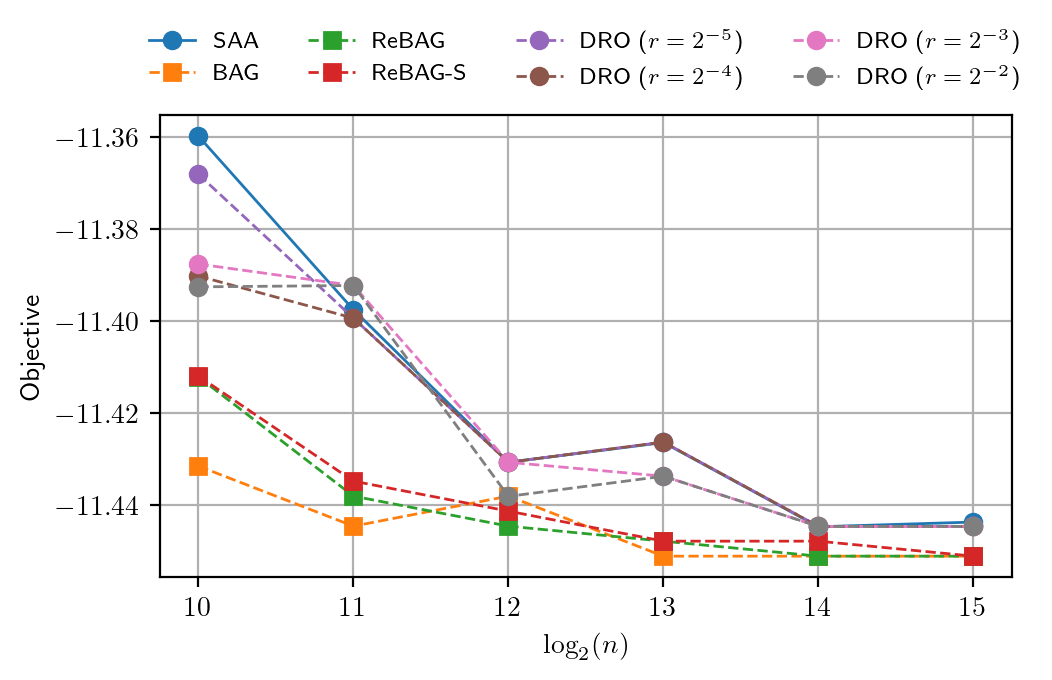 SAA ReBAG DRO (r = 2⁻⁵) DRO (r = 2⁻³)
BAG ReBAG-S DRO (r = 2⁻⁴) DRO (r = 2⁻²)
−11.36
−11.38
−11.40
−11.42
−11.44
Objective
10 11 12 13 14 15
log₂(n)